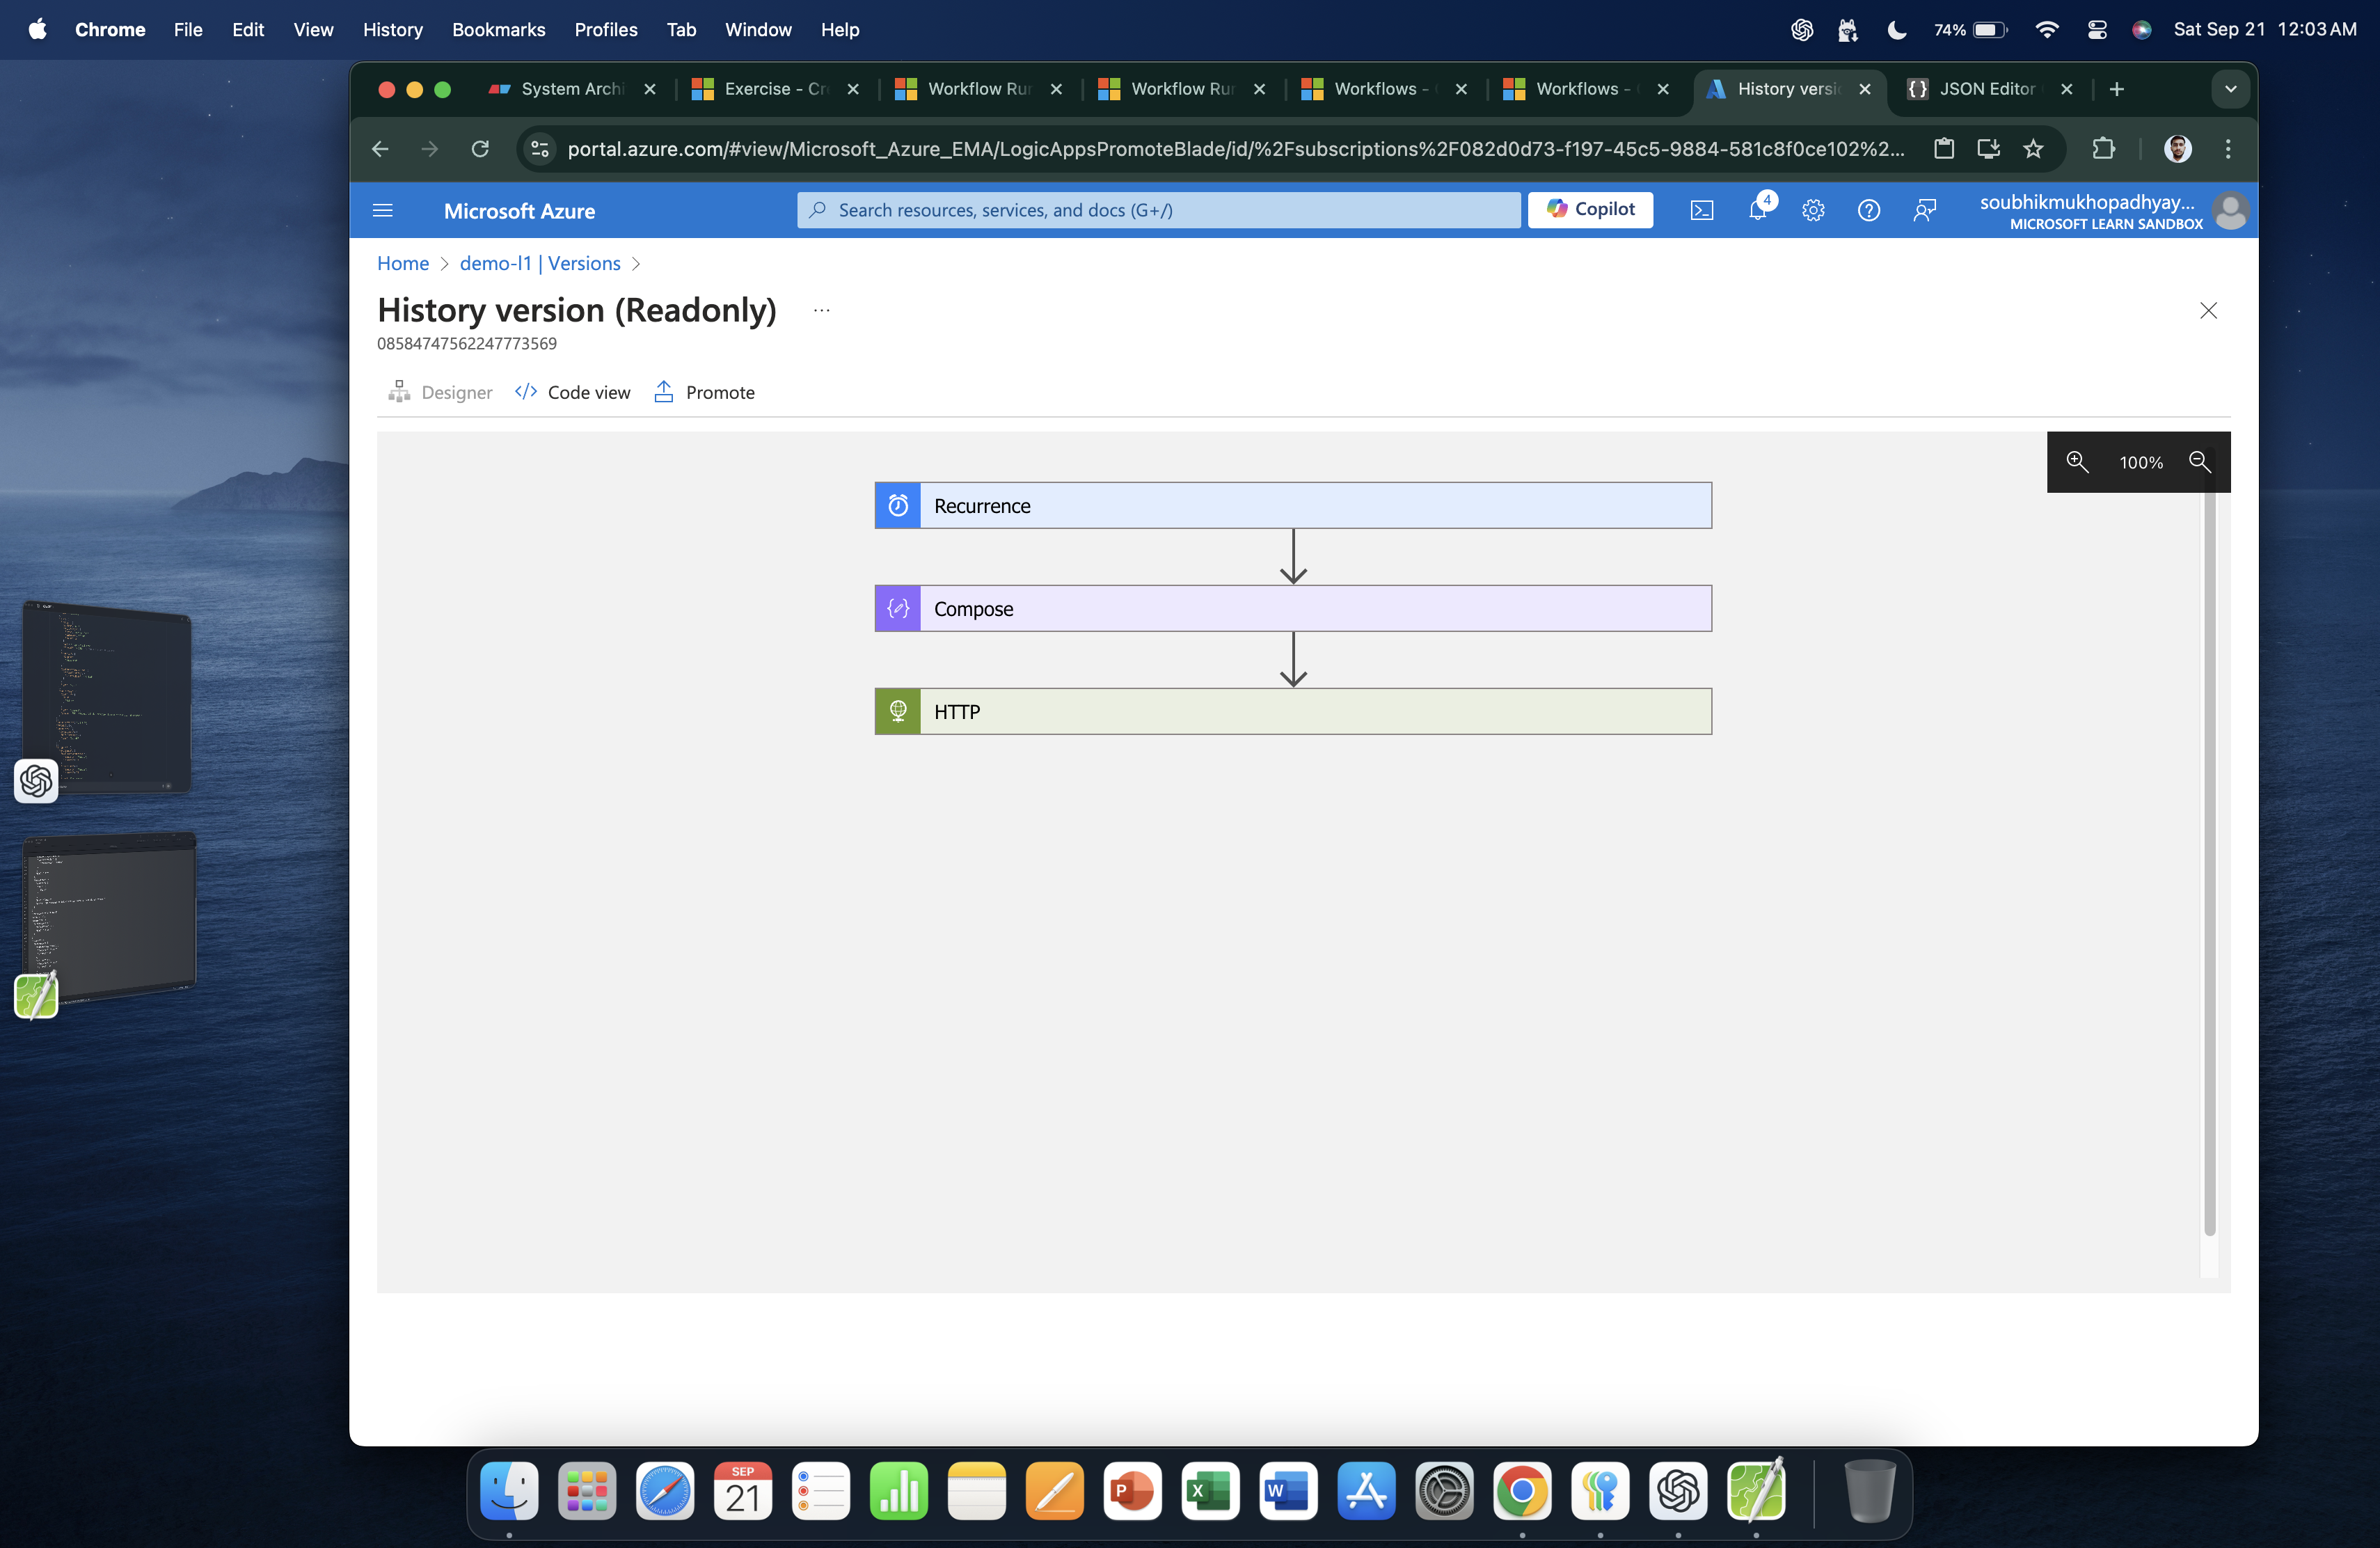 Chrome File Edit View History Bookmarks Profiles Tab Window Help 74% Sat Sep 21 12:03 AM
System Archi Exercise - Cr Workflow Run Workflow Run Workflows - Workflows - History versi {} JSON Editor
portal.azure.com/#view/Microsoft_Azure_EMA/LogicAppsPromoteBlade/id/%2Fsubscriptions%2F082d0d73-f197-45c5-9884-581c8f0ce102%2...
Microsoft Azure Search resources, services, and docs (G+/) Copilot 4 soubhikmukhopadhyay...
MICROSOFT LEARN SANDBOX
Home > demo-l1 | Versions >
History version (Readonly) ...
08584747562247773569
Designer </> Code view Promote
100%
Recurrence
Compose
HTTP
SEP
21
P X W